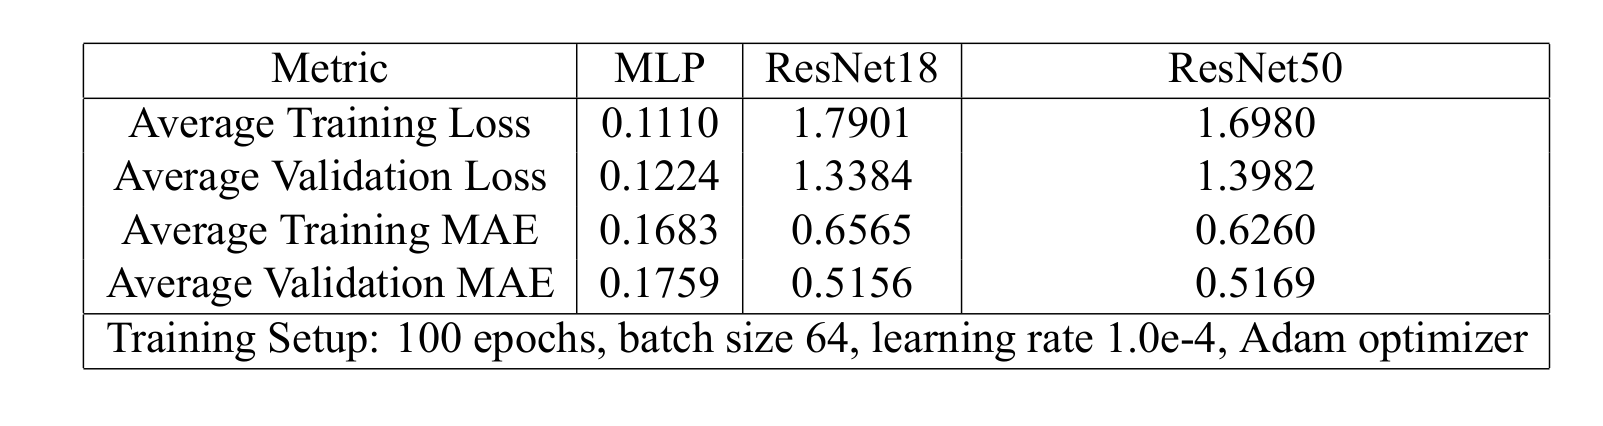 Metric MLP ResNet18 ResNet50
Average Training Loss 0.1110 1.7901 1.6980
Average Validation Loss 0.1224 1.3384 1.3982
Average Training MAE 0.1683 0.6565 0.6260
Average Validation MAE 0.1759 0.5156 0.5169
Training Setup: 100 epochs, batch size 64, learning rate 1.0e-4, Adam optimizer